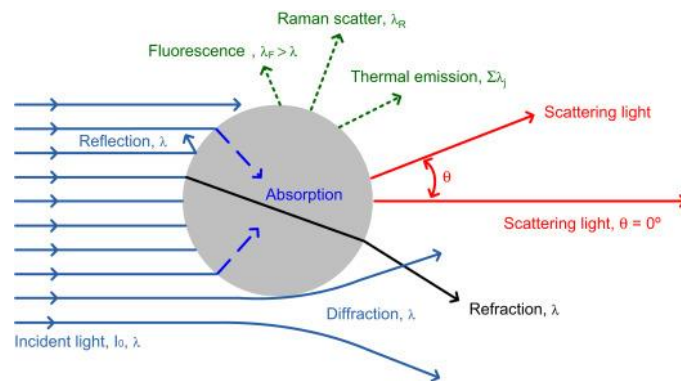 Raman scatter, λR
Fluorescence , λF > λ
Thermal emission, Σλj
Scattering light
Reflection, λ
θ
Absorption
Scattering light, θ = 0º
Refraction, λ
Diffraction, λ
Incident light, I0, λ